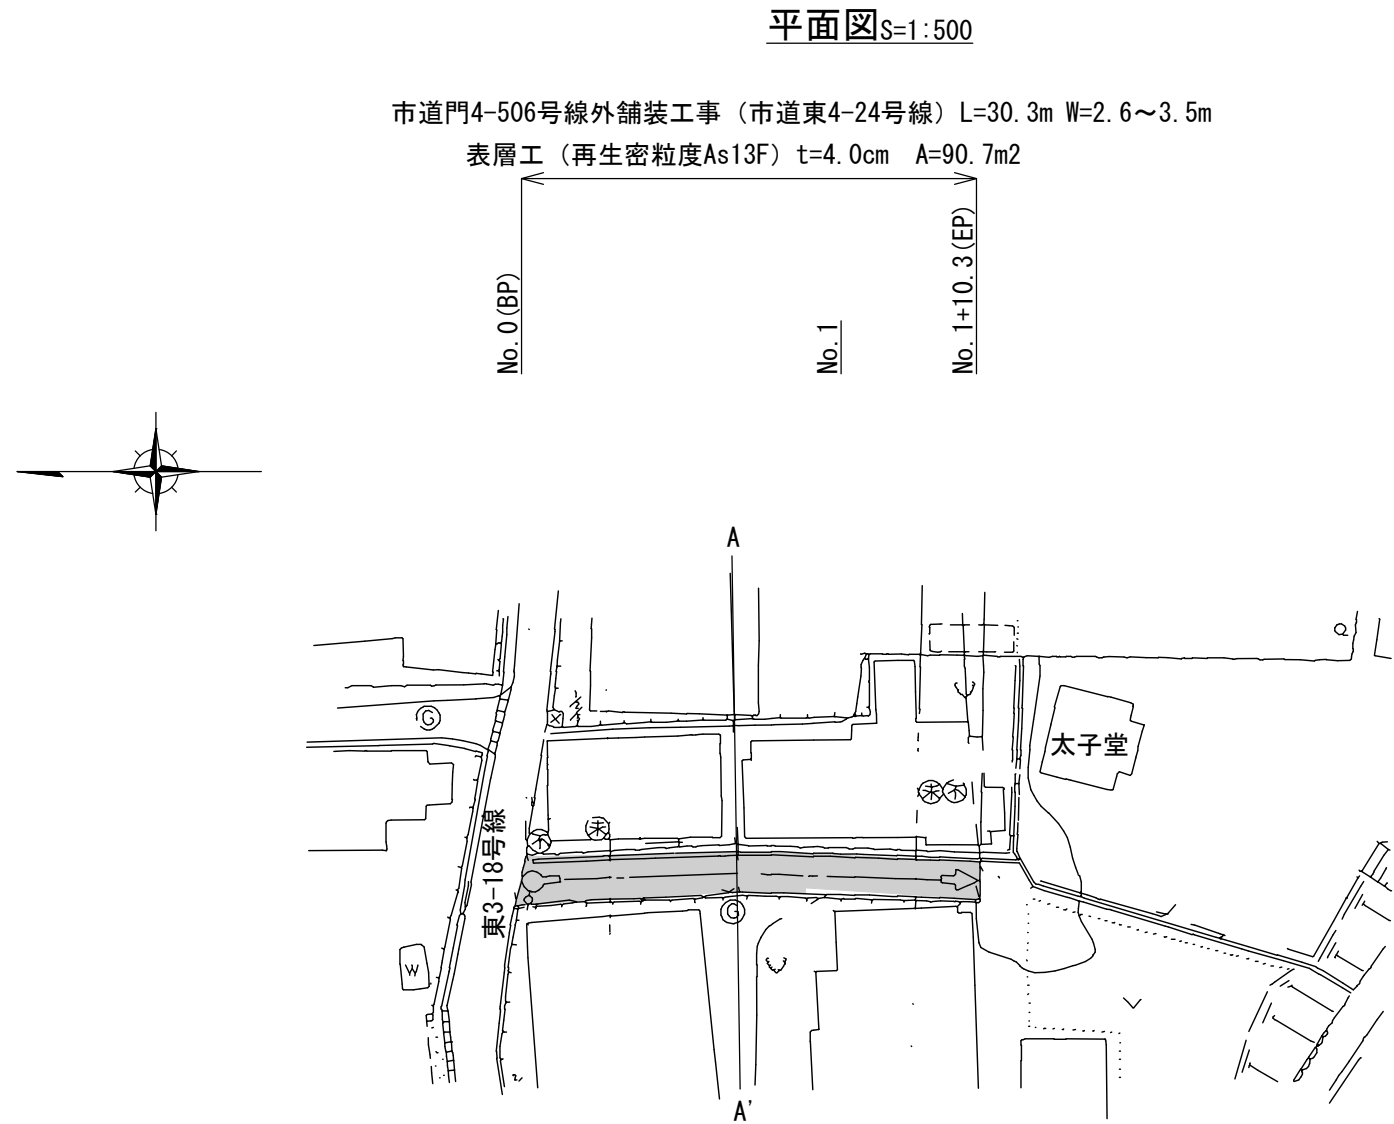 平面図S=1:500
市道門4-506号線外舗装工事（市道東4-24号線）L=30.3m W=2.6～3.5m
表層工（再生密粒度As13F）t=4.0cm A=90.7m2
No.0(BP)
No.1
No.1+10.3(EP)
A
G
太子堂
東3-18号線
G
W
A'